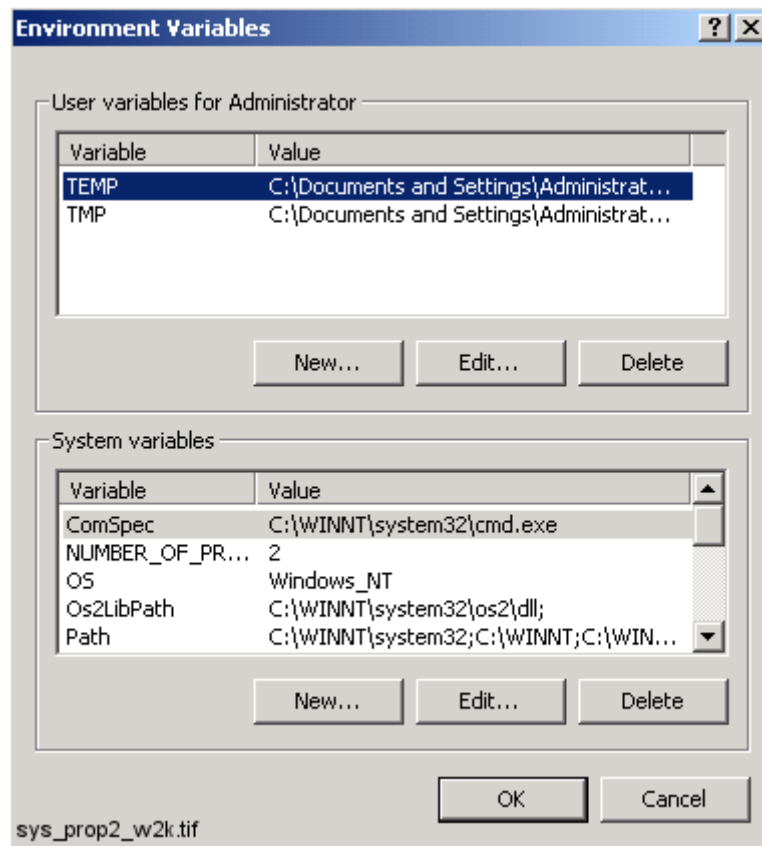 Environment Variables
User variables for Administrator
Variable Value
TEMP C:\Documents and Settings\Administrat...
TMP C:\Documents and Settings\Administrat...
New... Edit... Delete
System variables
Variable Value
ComSpec C:\WINNT\system32\cmd.exe
NUMBER_OF_PR... 2
OS Windows_NT
Os2LibPath C:\WINNT\system32\os2\dll;
Path C:\WINNT\system32;C:\WINNT;C:\WIN...
New... Edit... Delete
OK Cancel
sys_prop2_w2k.tif